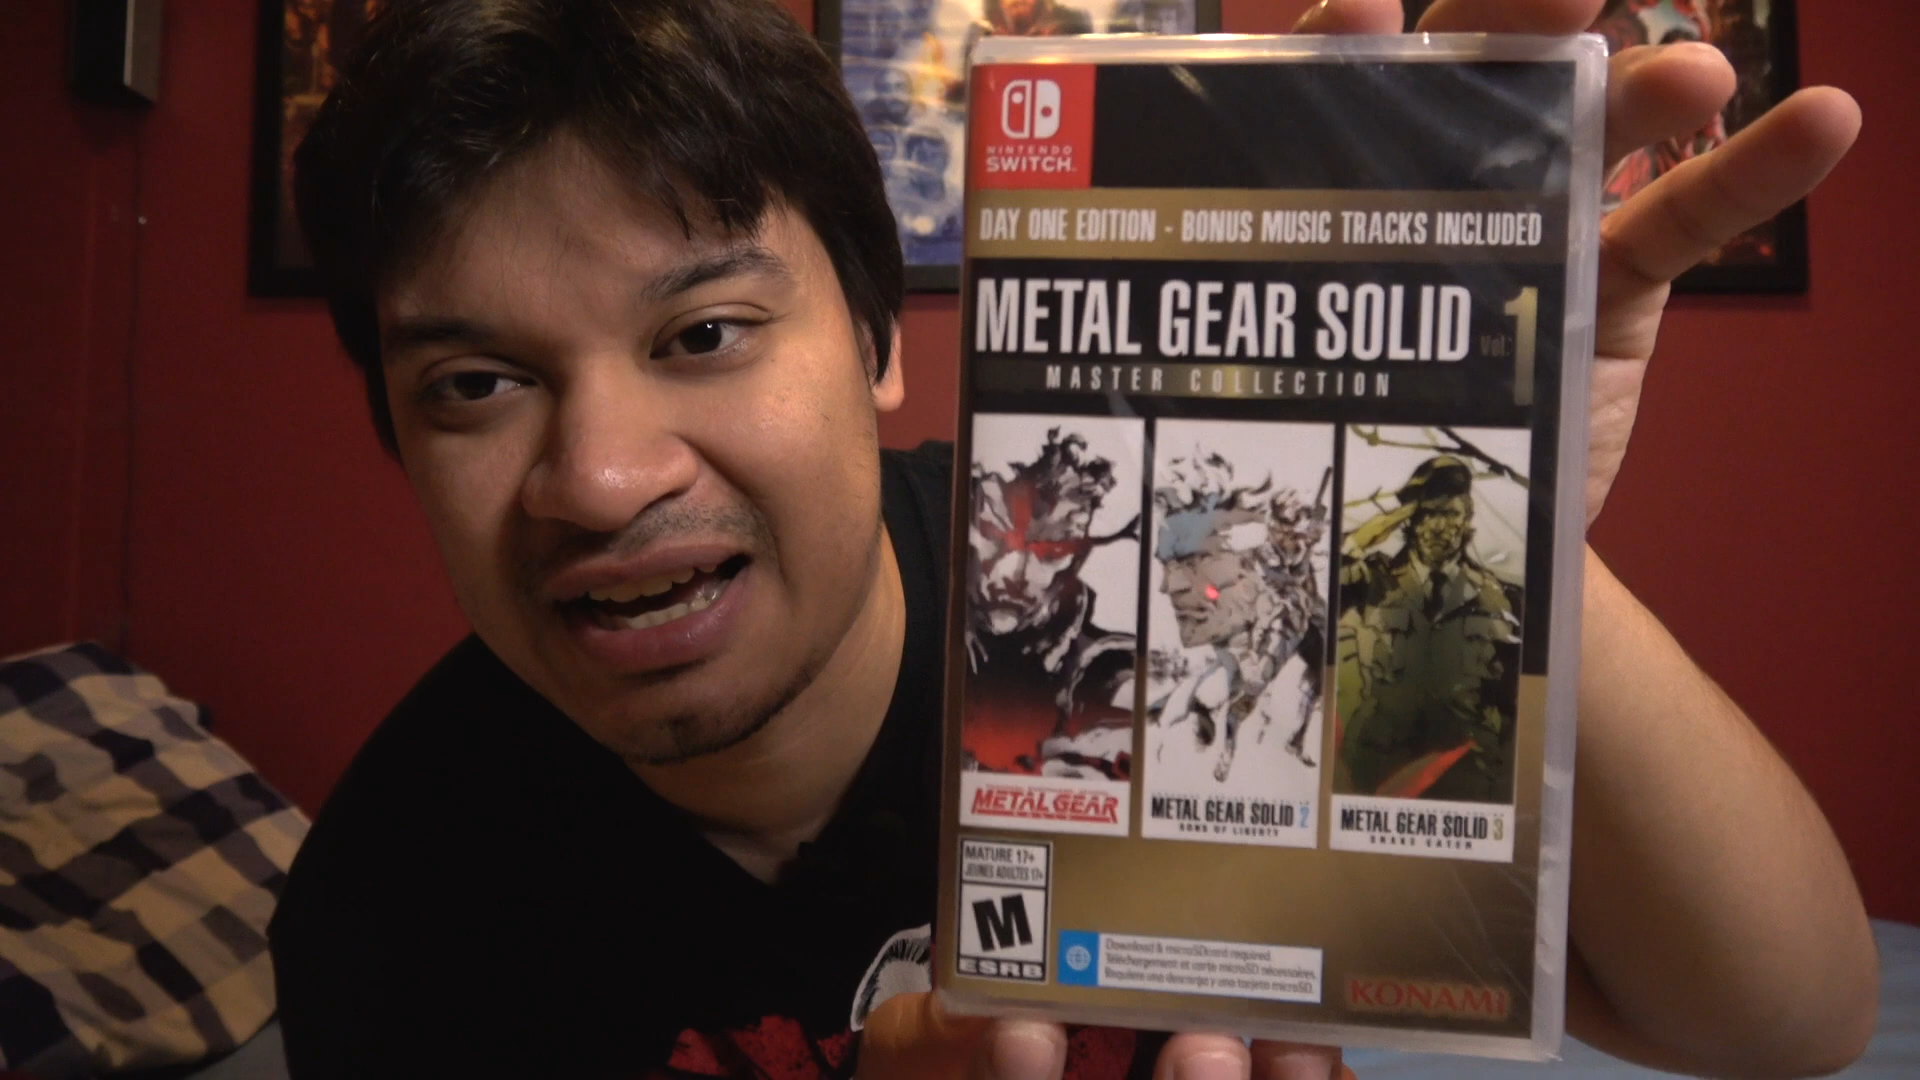 NINTENDO
SWITCH
DAY ONE EDITION - BONUS MUSIC TRACKS INCLUDED
METAL GEAR SOLID Vol. 1
MASTER COLLECTION
METAL GEAR
METAL GEAR SOLID 2
SONS OF LIBERTY
METAL GEAR SOLID 3
SNAKE EATER
MATURE 17+
JEUNES ADULTES 17+
M
ESRB
Download & microSD card required.
Téléchargement et carte microSD nécessaires.
Requiere una descarga y una tarjeta microSD.
KONAMI